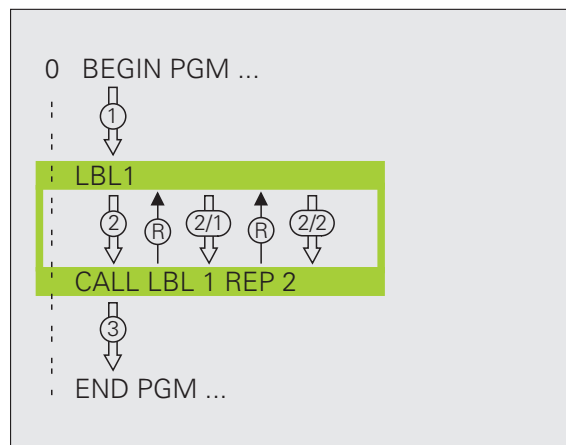 0 BEGIN PGM ...
1
LBL1
2 R 2/1 R 2/2
CALL LBL 1 REP 2
3
END PGM ...